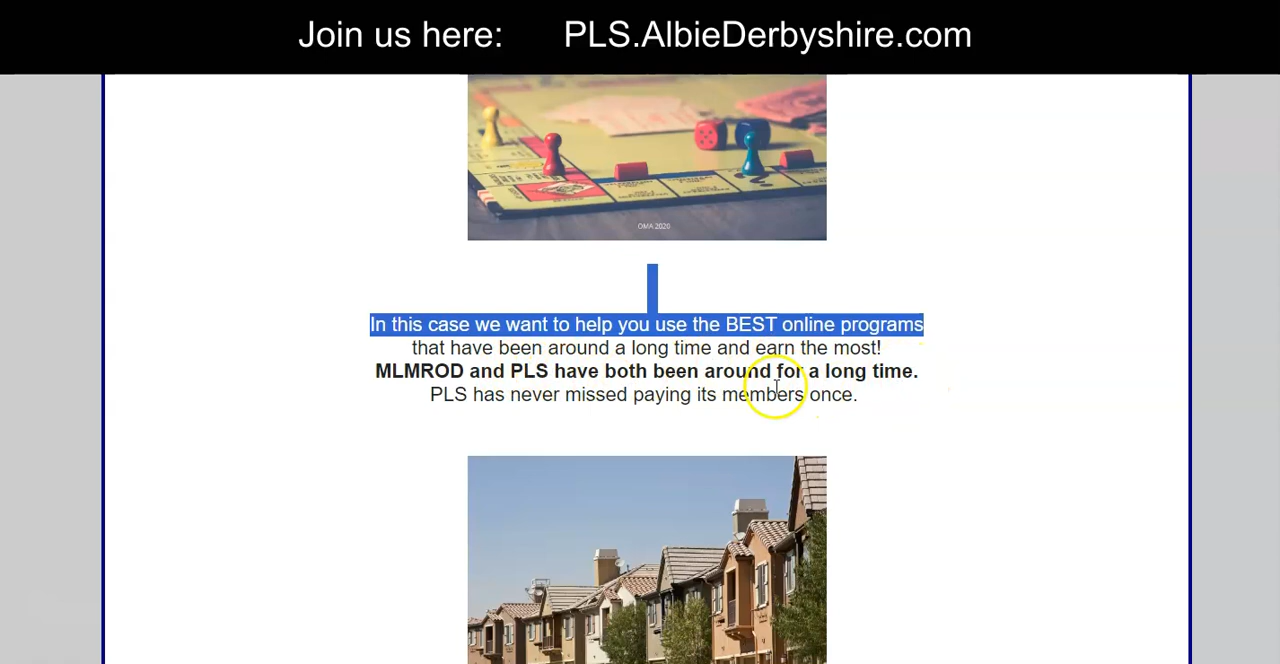 Join us here: PLS.AlbieDerbyshire.com
OMA 2020
In this case we want to help you use the BEST online programs
that have been around a long time and earn the most!
MLMROD and PLS have both been around for a long time.
PLS has never missed paying its members once.